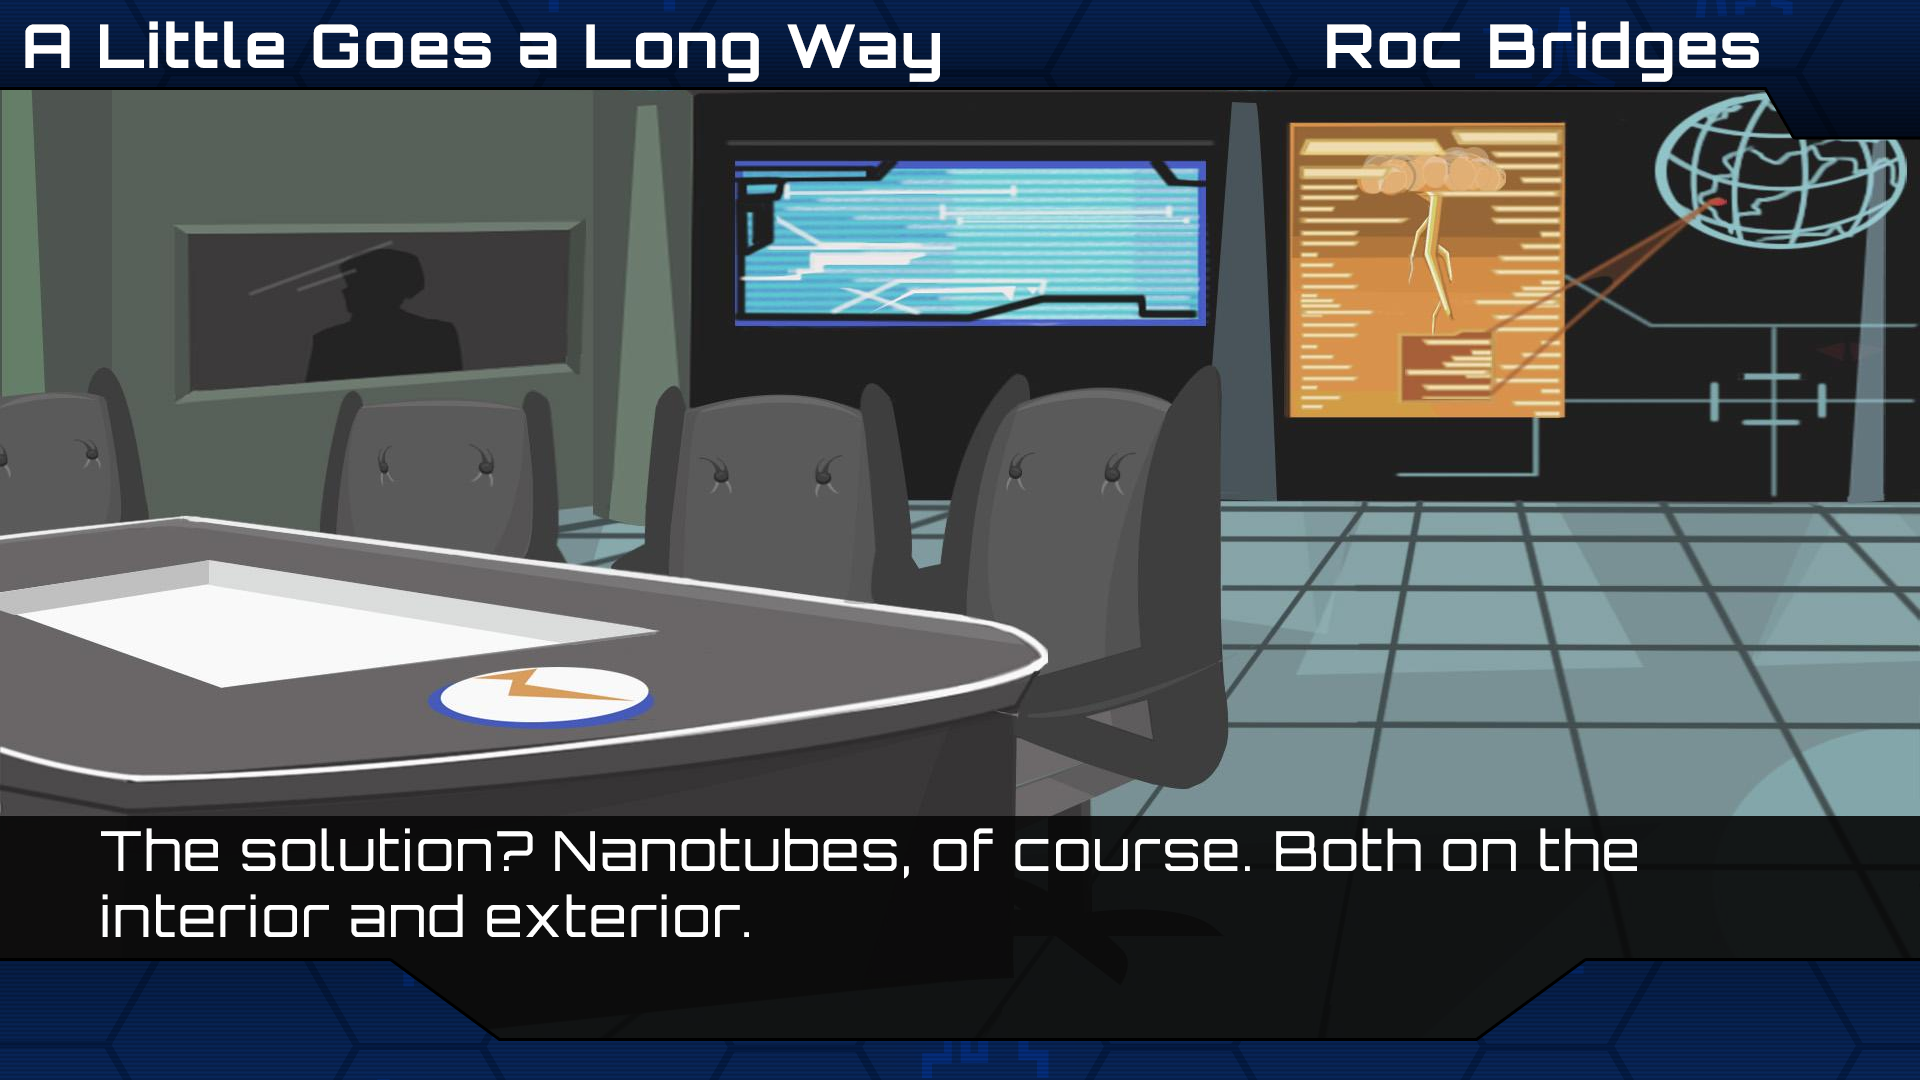 A Little Goes a Long Way
Roc Bridges
The solution? Nanotubes, of course. Both on the
interior and exterior.